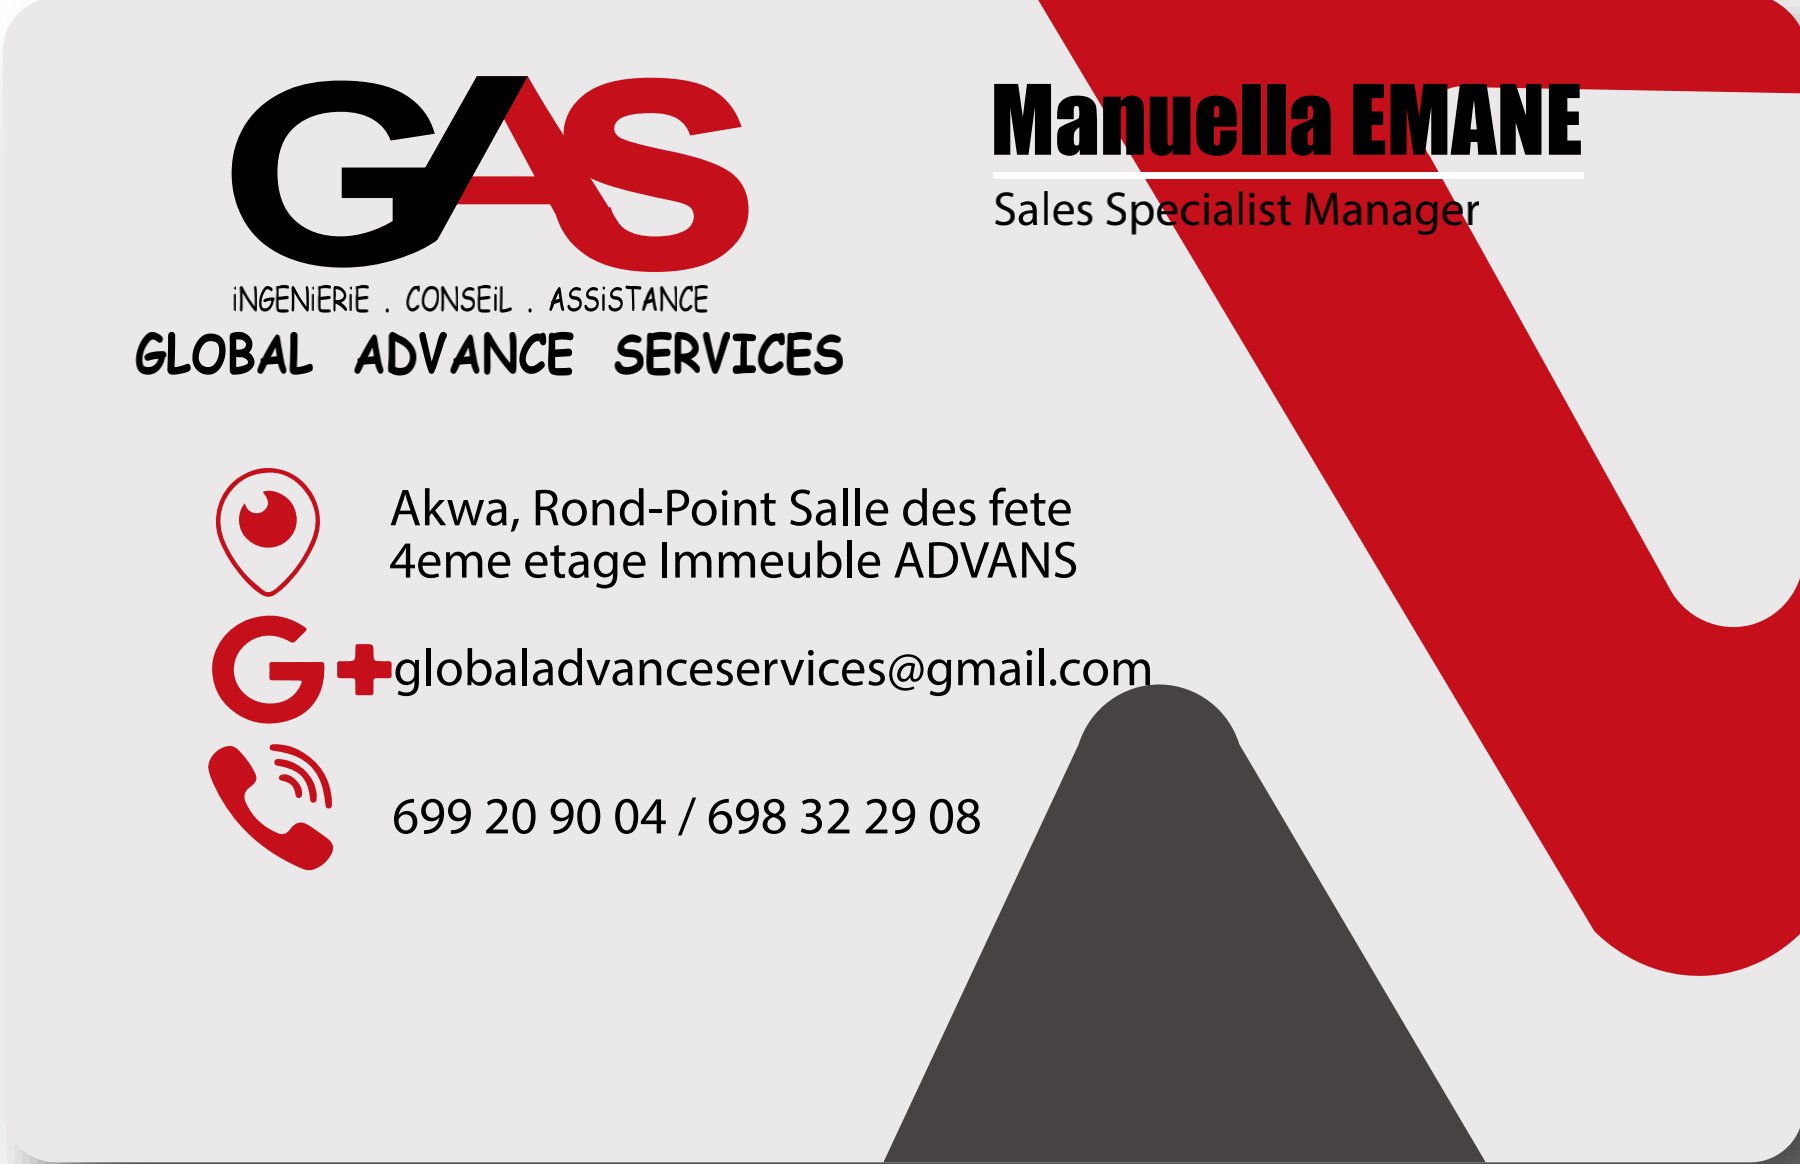 GAS
iNGENiERiE . CONSEiL . ASSiSTANCE
GLOBAL ADVANCE SERVICES
Manuella EMANE
Sales Specialist Manager
Akwa, Rond-Point Salle des fete
4eme etage Immeuble ADVANS
G+ globaladvanceservices@gmail.com
699 20 90 04 / 698 32 29 08